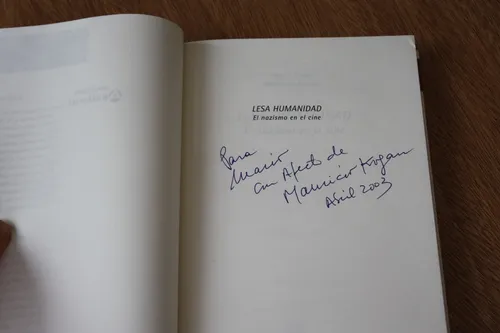 LESA HUMANIDAD
El nazismo en el cine
Para
Mario
con Afecto de
Mauricio Kogan
Abril 2003